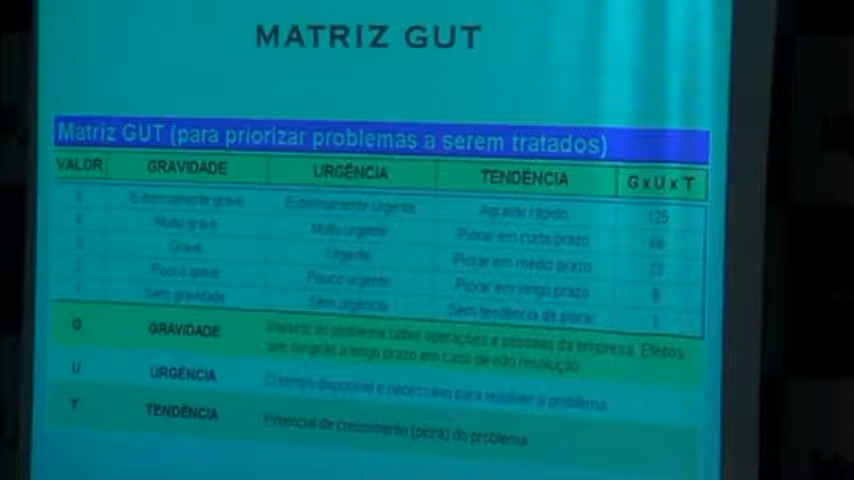 MATRIZ GUT
Matriz GUT (para priorizar problemas a serem tratados)
VALOR GRAVIDADE URGÊNCIA TENDÊNCIA G x U x T
5 Extremamente grave Extremamente urgente Agravar rápido 125
Muito grave Muito urgente Piorar em curto prazo
Grave Urgente Piorar em médio prazo
Pouco grave Pouco urgente Piorar em longo prazo
Sem gravidade Sem urgência Sem tendência de piorar 1
G GRAVIDADE Impacto do problema sobre operações e pessoas da empresa. Efeitos
que surgirão a longo prazo em caso de não resolução
U URGÊNCIA O tempo disponível e necessário para resolver o problema
T TENDÊNCIA Potencial de crescimento (piora) do problema